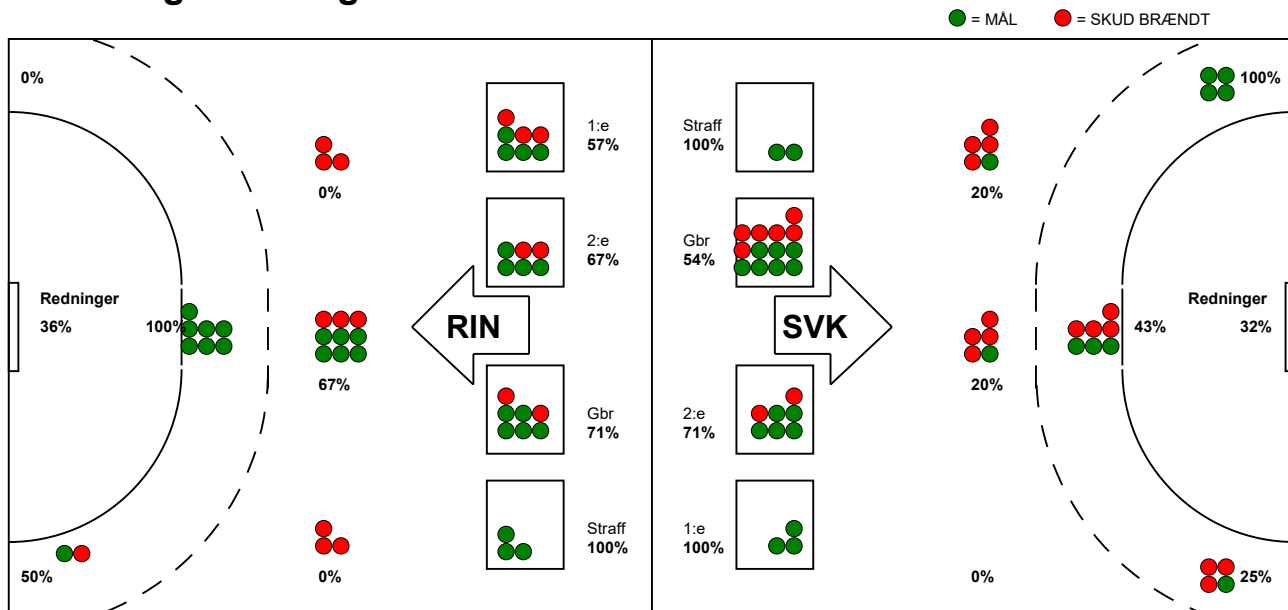 = MÅL
= SKUD BRÆNDT
0%
0%
1:e
57%
2:e
67%
Redninger
36%
100%
67%
RIN
Gbr
71%
Straff
100%
50%
0%
Straff
100%
Gbr
54%
SVK
2:e
71%
1:e
100%
20%
20%
0%
100%
43%
Redninger
32%
25%